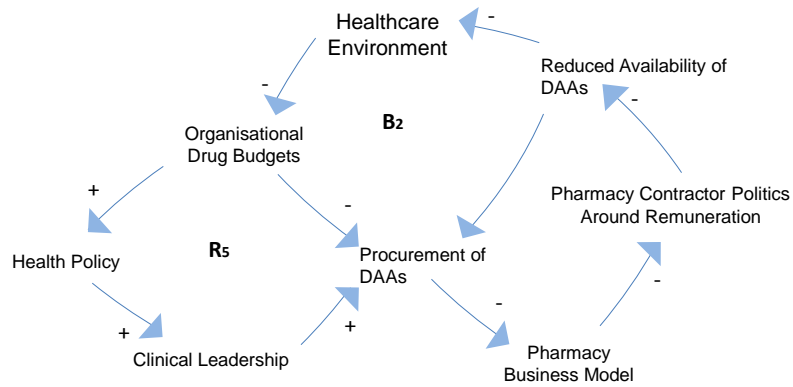 Healthcare
Environment
-
Reduced Availability of
DAAs
-
-
B2
Organisational
Drug Budgets
+
-
Pharmacy Contractor Politics
Around Remuneration
R5
Health Policy
Procurement of
DAAs
-
-
+
+
Clinical Leadership
Pharmacy
Business Model